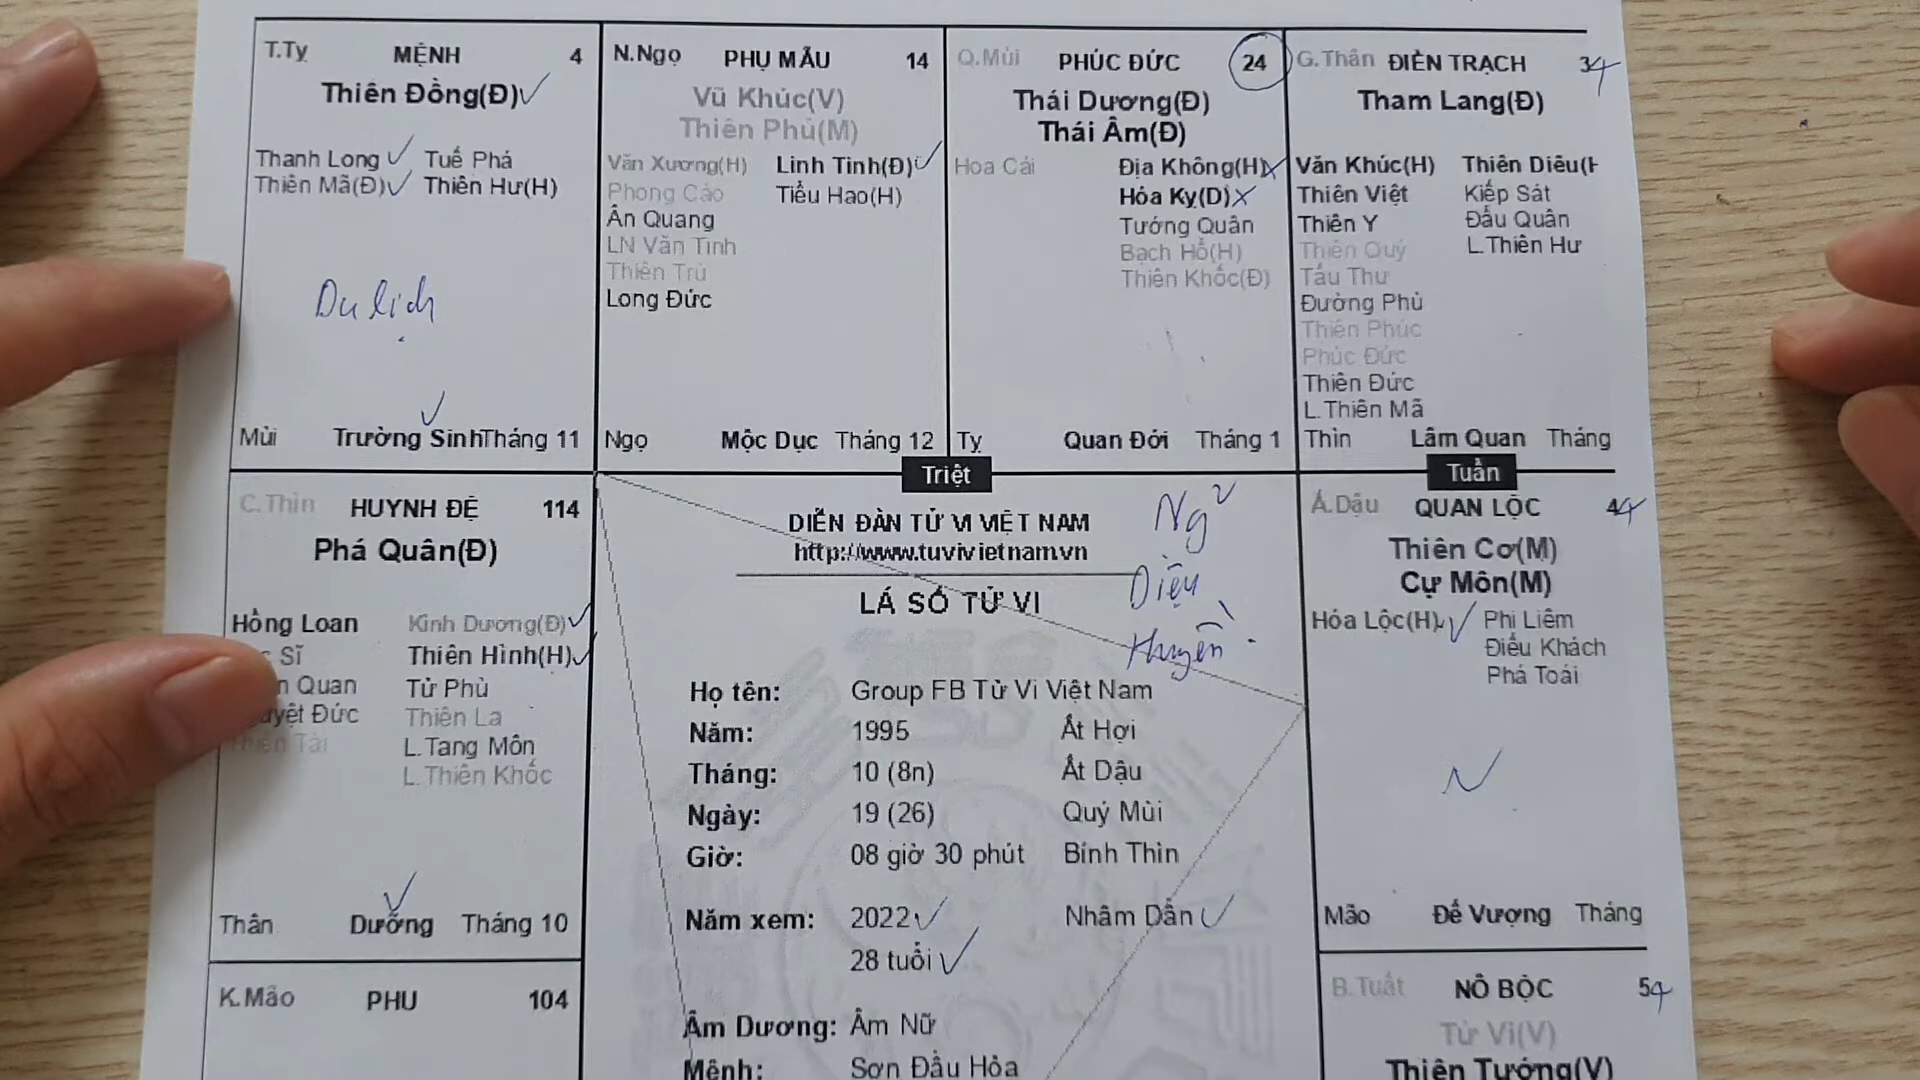 T.Tỵ MỆNH 4
Thiên Đồng(Đ)
Thanh Long Tuế Phá
Thiên Mã(Đ) Thiên Hư(H)
Du lịch
Mùi Trường Sinh Tháng 11
N.Ngọ PHỤ MẪU 14
Vũ Khúc(V)
Thiên Phủ(M)
Văn Xương(H) Linh Tinh(Đ)
Phong Cáo Tiểu Hao(H)
Ân Quang
LN Văn Tinh
Thiên Trù
Long Đức
Ngọ Mộc Dục Tháng 12
Q.Mùi PHÚC ĐỨC 24
Thái Dương(Đ)
Thái Âm(Đ)
Hoa Cái Địa Không(H)
Hóa Kỵ(D)
Tướng Quân
Bạch Hổ(H)
Thiên Khốc(Đ)
Tỵ Quan Đới Tháng 1
G.Thân ĐIỀN TRẠCH 34
Tham Lang(Đ)
Văn Khúc(H) Thiên Diêu(H
Thiên Việt Kiếp Sát
Thiên Y Đẩu Quân
Thiên Quý L.Thiên Hư
Tấu Thư
Đường Phù
Thiên Phúc
Phúc Đức
Thiên Đức
L.Thiên Mã
Thìn Lâm Quan Tháng
Triệt
Tuần
C.Thìn HUYNH ĐỆ 114
Phá Quân(Đ)
Hồng Loan Kình Dương(Đ)
Sĩ Thiên Hình(H)
Quan Tử Phù
Đức Thiên La
Thiên Tài L.Tang Môn
L.Thiên Khốc
Thân Dưỡng Tháng 10
DIỄN ĐÀN TỬ VI VIỆT NAM
http://www.tuvivietnam.vn
LÁ SỐ TỬ VI
Ng
Diệu
Huyền
Họ tên: Group FB Tử Vi Việt Nam
Năm: 1995 Ất Hợi
Tháng: 10 (8n) Ất Dậu
Ngày: 19 (26) Quý Mùi
Giờ: 08 giờ 30 phút Bính Thìn
Năm xem: 2022 Nhâm Dần
28 tuổi
Âm Dương: Âm Nữ
Mệnh: Sơn Đầu Hỏa
Ấ.Dậu QUAN LỘC 44
Thiên Cơ(M)
Cự Môn(M)
Hóa Lộc(H) Phi Liêm
Điếu Khách
Phá Toái
Mão Đế Vượng Tháng
K.Mão PHU 104
B.Tuất NÔ BỘC 54
Tử Vi(V)
Thiên Tướng(V)